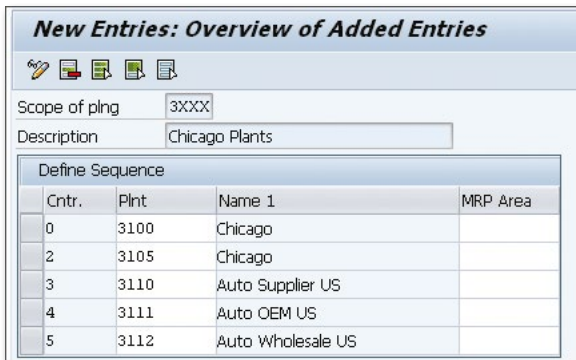 New Entries: Overview of Added Entries
Scope of plng 3XXX
Description Chicago Plants
Define Sequence
Cntr. Plnt Name 1 MRP Area
0 3100 Chicago
2 3105 Chicago
3 3110 Auto Supplier US
4 3111 Auto OEM US
5 3112 Auto Wholesale US